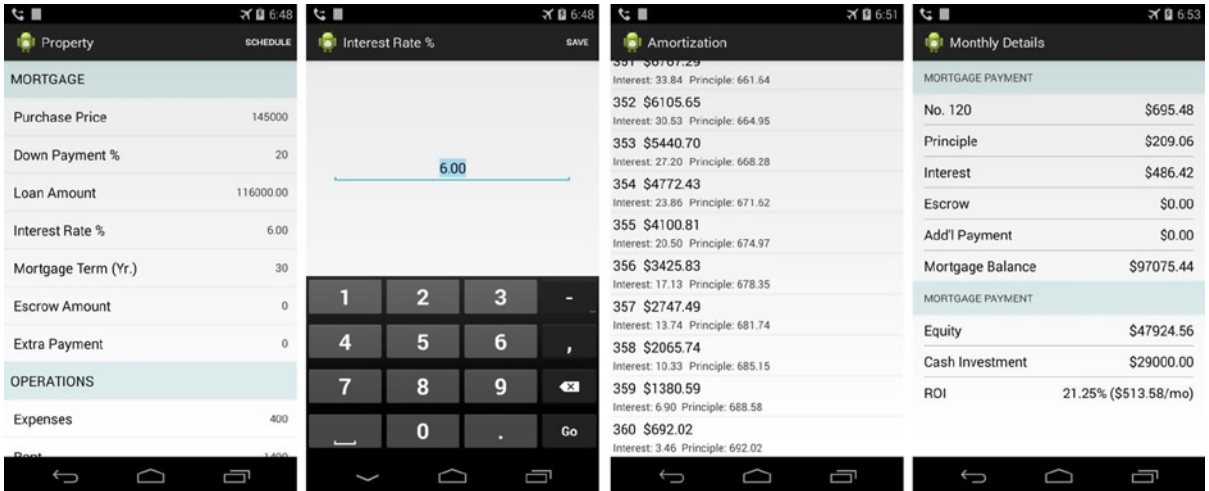 6:48
Property SCHEDULE
MORTGAGE
Purchase Price 145000
Down Payment % 20
Loan Amount 116000.00
Interest Rate % 6.00
Mortgage Term (Yr.) 30
Escrow Amount 0
Extra Payment 0
OPERATIONS
Expenses 400
Rent 1400
6:48
Interest Rate % SAVE
6.00
1 2 3 -
4 5 6 ,
7 8 9
0 . Go
6:51
Amortization
351 $6767.29
Interest: 33.84 Principle: 661.64
352 $6105.65
Interest: 30.53 Principle: 664.95
353 $5440.70
Interest: 27.20 Principle: 668.28
354 $4772.43
Interest: 23.86 Principle: 671.62
355 $4100.81
Interest: 20.50 Principle: 674.97
356 $3425.83
Interest: 17.13 Principle: 678.35
357 $2747.49
Interest: 13.74 Principle: 681.74
358 $2065.74
Interest: 10.33 Principle: 685.15
359 $1380.59
Interest: 6.90 Principle: 688.58
360 $692.02
Interest: 3.46 Principle: 692.02
6:53
Monthly Details
MORTGAGE PAYMENT
No. 120 $695.48
Principle $209.06
Interest $486.42
Escrow $0.00
Add'l Payment $0.00
Mortgage Balance $97075.44
MORTGAGE PAYMENT
Equity $47924.56
Cash Investment $29000.00
ROI 21.25% ($513.58/mo)